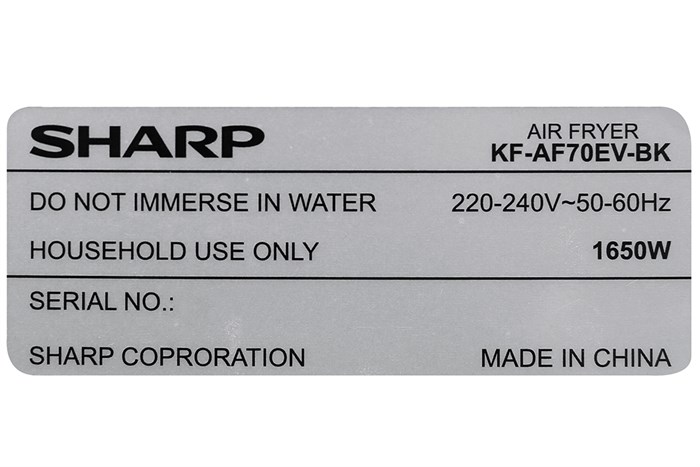 SHARP
AIR FRYER
KF-AF70EV-BK
DO NOT IMMERSE IN WATER 220-240V~50-60Hz
HOUSEHOLD USE ONLY 1650W
SERIAL NO.:
SHARP COPRORATION MADE IN CHINA